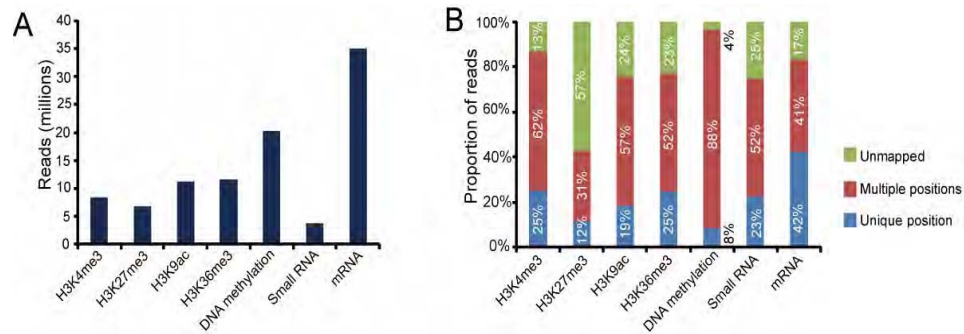 A
Reads (millions)
40
35
30
25
20
15
10
5
0
H3K4me3
H3K27me3
H3K9ac
H3K36me3
DNA methylation
Small RNA
mRNA
B
Proportion of reads
100%
80%
60%
40%
20%
0%
13%
62%
25%
57%
31%
12%
24%
57%
19%
23%
52%
25%
4%
88%
8%
25%
52%
23%
17%
41%
42%
H3K4me3
H3K27me3
H3K9ac
H3K36me3
DNA methylation
Small RNA
mRNA
Unmapped
Multiple positions
Unique position